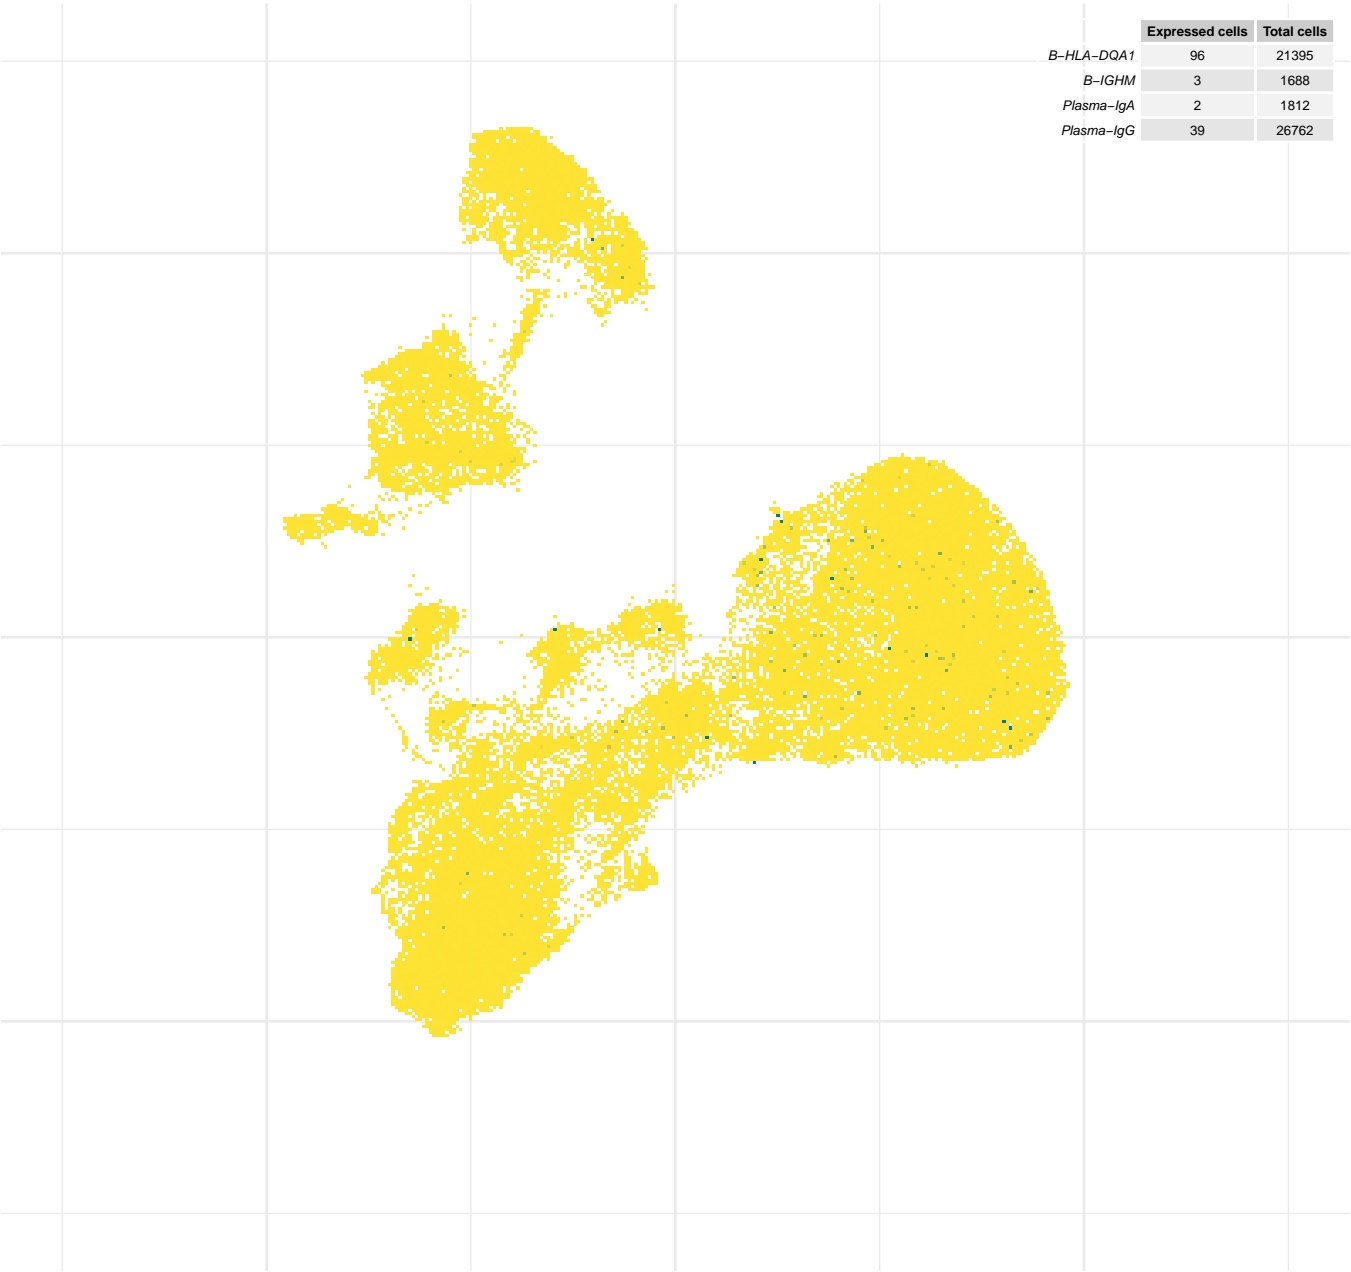 Expressed cells Total cells
B−HLA−DQA1 96 21395
B−IGHM 3 1688
Plasma−IgA 2 1812
Plasma−IgG 39 26762